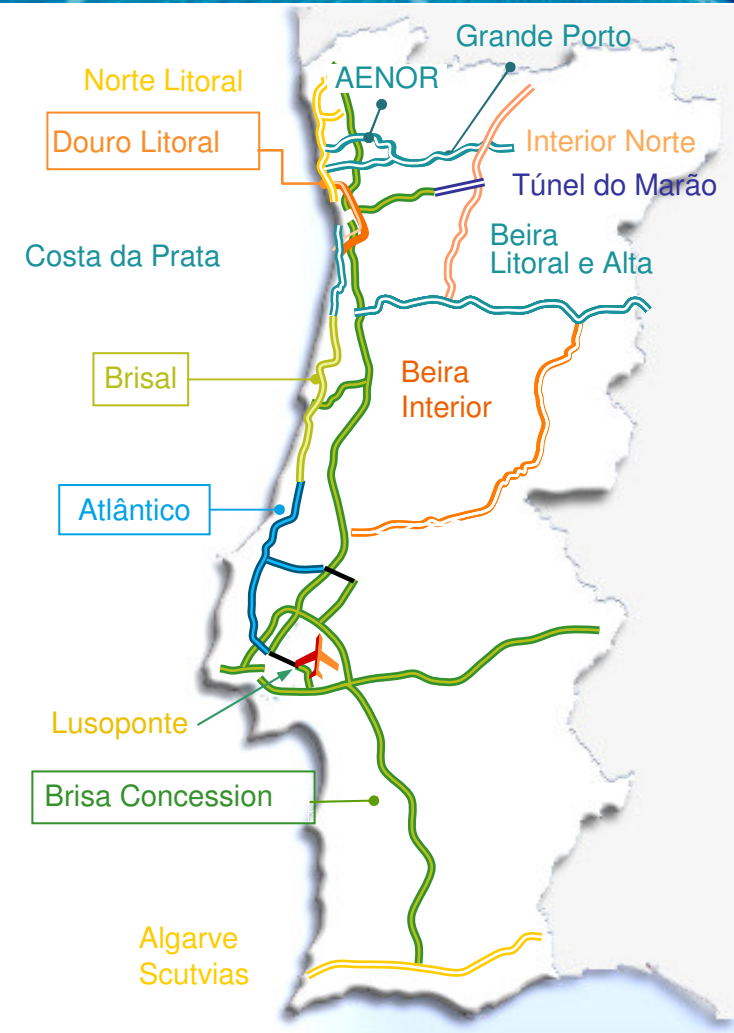 Grande Porto
Norte Litoral
AENOR
Douro Litoral
Interior Norte
Túnel do Marão
Costa da Prata
Beira
Litoral e Alta
Brisal
Beira
Interior
Atlântico
Lusoponte
Brisa Concession
Algarve
Scutvias